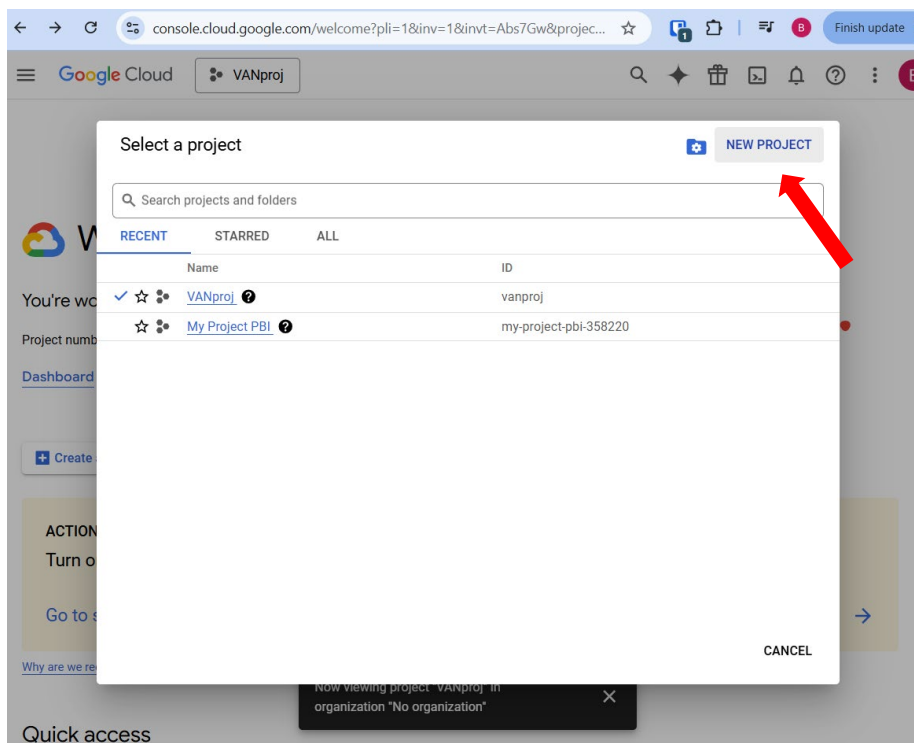 console.cloud.google.com/welcome?pli=1&inv=1&invt=Abs7Gw&projec...
1
B
Finish update
Google Cloud
VANproj
Select a project
NEW PROJECT
Search projects and folders
RECENT STARRED ALL
Name ID
VANproj vanproj
My Project PBI my-project-pbi-358220
You're wo
Project numb
Dashboard
Create
ACTION
Turn o
Go to s
CANCEL
Why are we re
Now viewing project "VANproj" in
organization "No organization"
Quick access